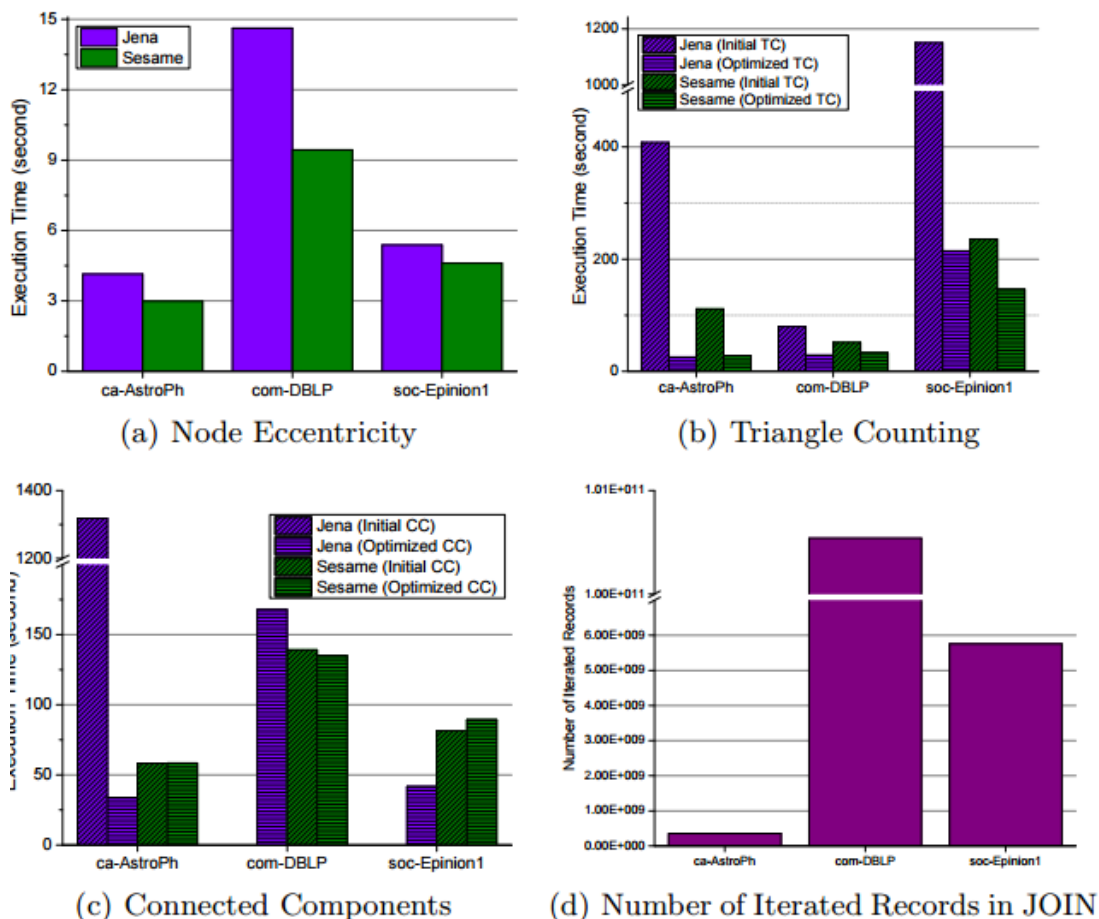 15
12
9
6
3
0
Execution Time (second)
Jena
Sesame
ca-AstroPh
com-DBLP
soc-Epinion1
(a) Node Eccentricity
1200
1000
400
200
0
Execution Time (second)
Jena (Initial TC)
Jena (Optimized TC)
Sesame (Initial TC)
Sesame (Optimized TC)
ca-AstroPh
com-DBLP
soc-Epinion1
(b) Triangle Counting
1400
1200
150
100
50
0
Execution Time (second)
Jena (Initial CC)
Jena (Optimized CC)
Sesame (Initial CC)
Sesame (Optimized CC)
ca-AstroPh
com-DBLP
soc-Epinion1
(c) Connected Components
1.01E+011
1.00E+011
6.00E+009
5.00E+009
4.00E+009
3.00E+009
2.00E+009
1.00E+009
0.00E+000
Number of Iterated Records
ca-AstroPh
com-DBLP
soc-Epinion1
(d) Number of Iterated Records in JOIN